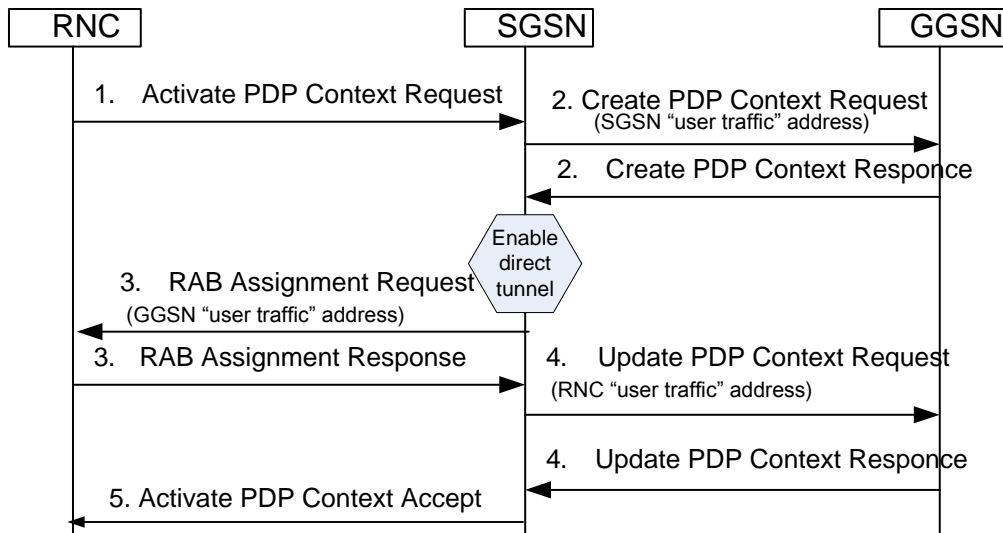 RNC
SGSN
GGSN
1. Activate PDP Context Request
2. Create PDP Context Request
(SGSN “user traffic” address)
2. Create PDP Context Responce
Enable
direct
tunnel
3. RAB Assignment Request
(GGSN “user traffic” address)
3. RAB Assignment Response
4. Update PDP Context Request
(RNC “user traffic” address)
4. Update PDP Context Responce
5. Activate PDP Context Accept